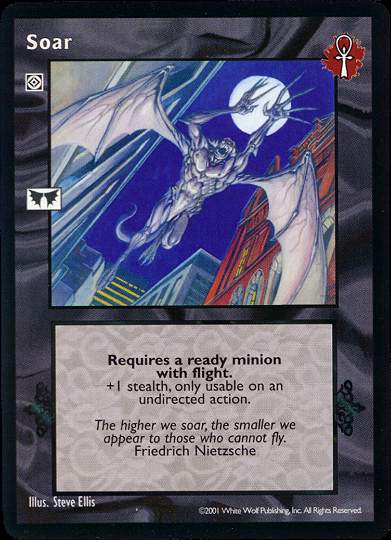 Soar
Requires a ready minion
with flight.
+1 stealth, only usable on an
undirected action.
The higher we soar, the smaller we
appear to those who cannot fly.
Friedrich Nietzsche
Illus. Steve Ellis
©2001 White Wolf Publishing, Inc. All Rights Reserved.